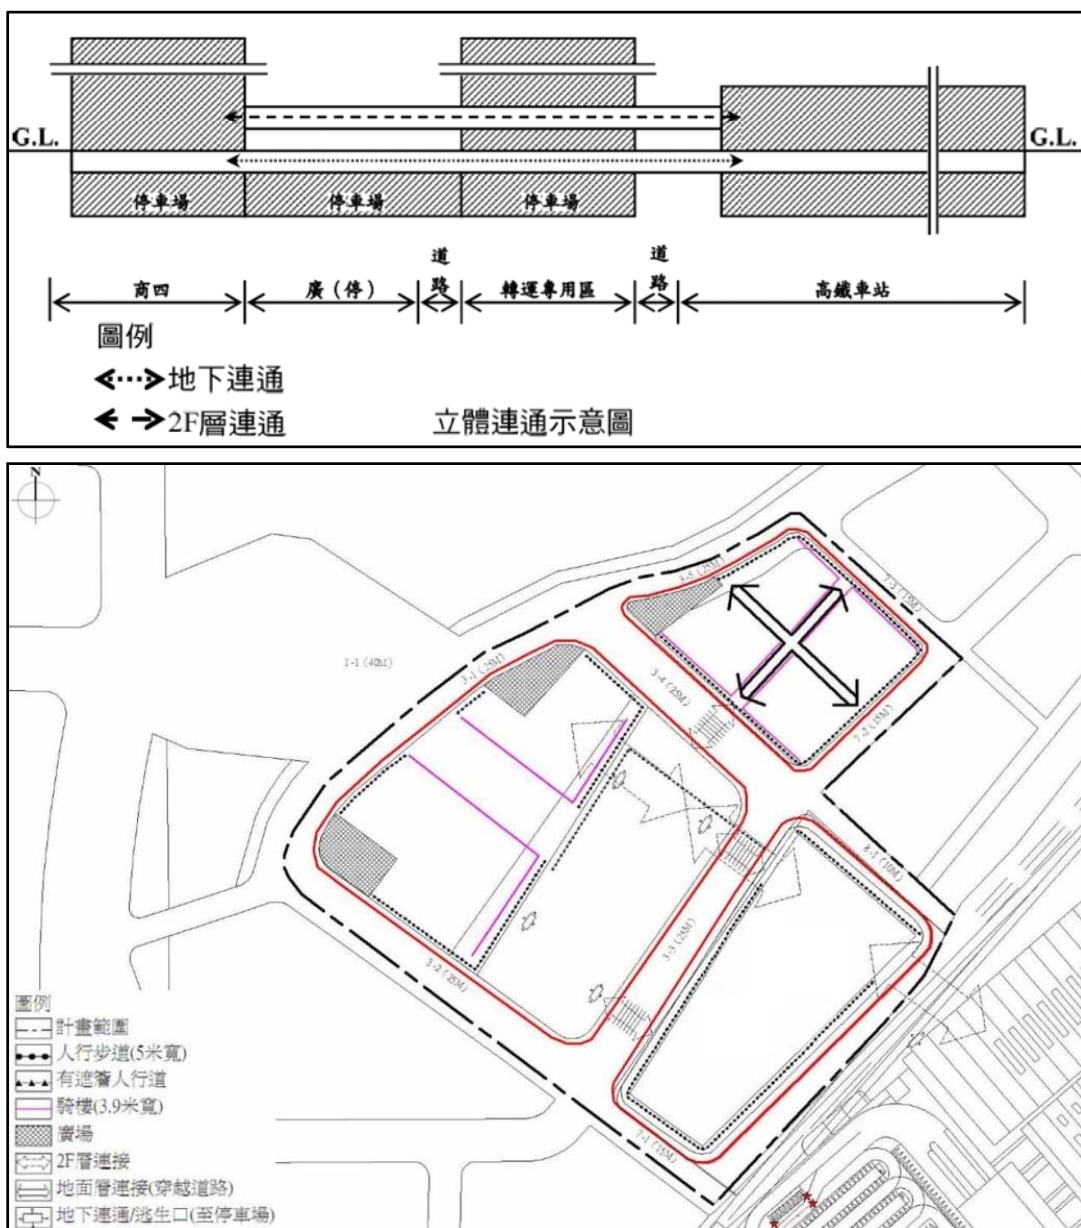 G.L.
G.L.
停車場
停車場
停車場
商四
廣(停)
道路
轉運專用區
道路
高鐵車站
圖例
地下連通
2F層連通
立體連通示意圖
N
1-1 (40M)
3-1 (25M)
3-4 (25M)
7-3 (15M)
7-2 (15M)
8-1 (10M)
3-3 (25M)
3-2 (25M)
7-1 (15M)
圖例
計畫範圍
人行步道(5米寬)
有遮簷人行道
騎樓(3.9米寬)
廣場
2F層連接
地面層連接(穿越道路)
地下連通/逃生口(至停車場)